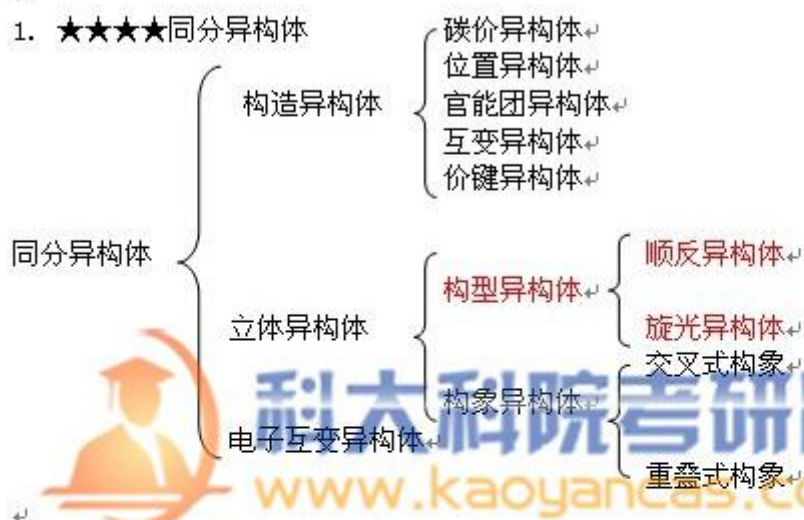 1. ★★★★同分异构体
碳价异构体
位置异构体
构造异构体
官能团异构体
互变异构体
价键异构体
同分异构体
顺反异构体
构型异构体
立体异构体
旋光异构体
交叉式构象
构象异构体
电子互变异构体
重叠式构象
科大科院考研
www.kaoyancas.c